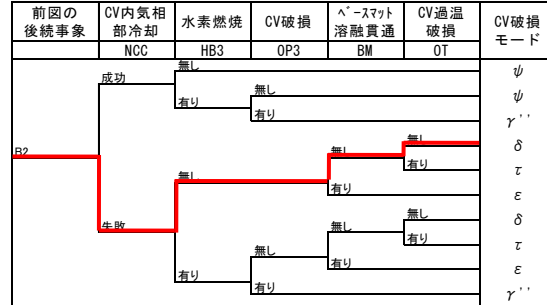 前図の
後続事象
CV内気相
部冷却
水素燃焼
CV破損
ﾍﾞｰｽﾏｯﾄ
溶融貫通
CV過温
破損
CV破損
モード
NCC
HB3
OP3
BM
OT
無し
ψ
成功
無し
ψ
有り
有り
γ''
無し
δ
B2
無し
有り
τ
無し
有り
ε
失敗
無し
δ
無し
有り
τ
無し
有り
ε
有り
有り
γ''